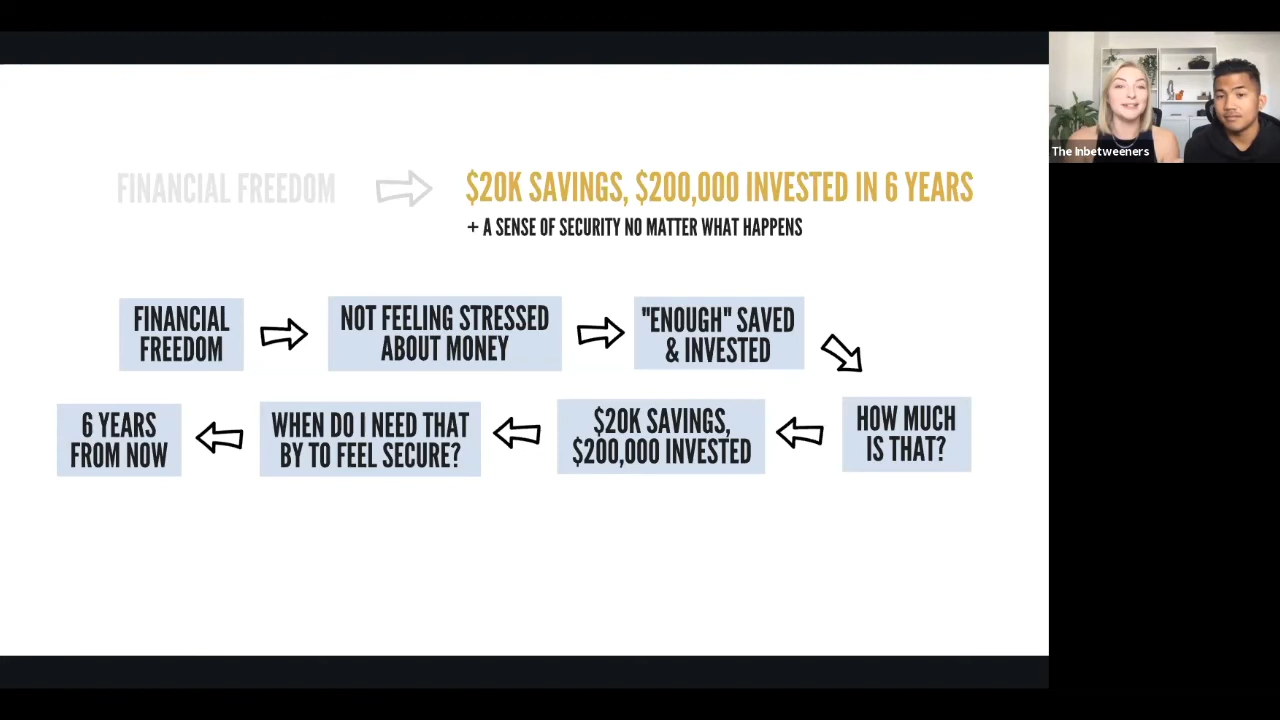 FINANCIAL FREEDOM
$20K SAVINGS, $200,000 INVESTED IN 6 YEARS
+ A SENSE OF SECURITY NO MATTER WHAT HAPPENS
The Inbetweeners
FINANCIAL
FREEDOM
NOT FEELING STRESSED
ABOUT MONEY
"ENOUGH" SAVED
& INVESTED
HOW MUCH
IS THAT?
$20K SAVINGS,
$200,000 INVESTED
WHEN DO I NEED THAT
BY TO FEEL SECURE?
6 YEARS
FROM NOW